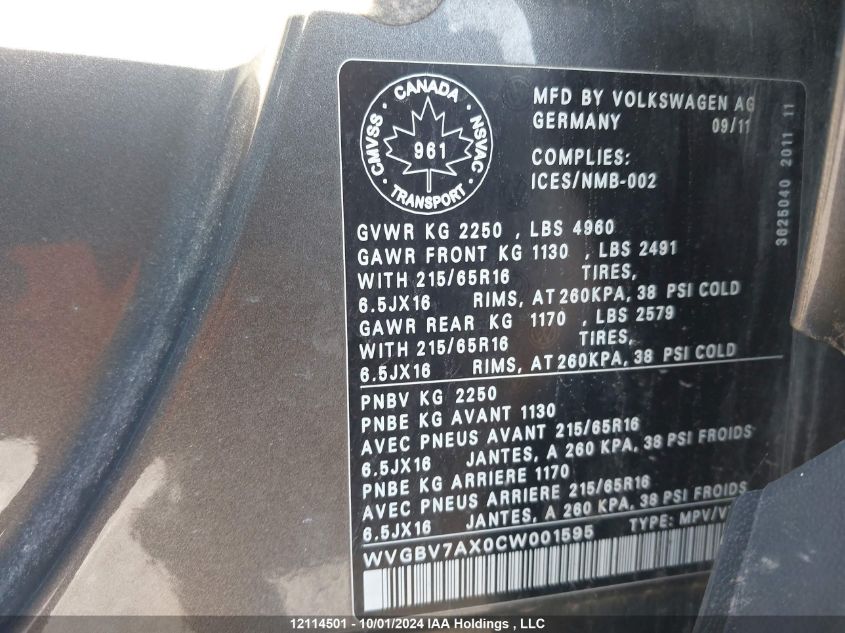 CANADA
CMVSS
NSVAC
961
TRANSPORT
MFD BY VOLKSWAGEN AG
GERMANY 09/11
COMPLIES:
ICES/NMB-002
3625040 2011 11
GVWR KG 2250 , LBS 4960
GAWR FRONT KG 1130 , LBS 2491
WITH 215/65R16 TIRES,
6.5JX16 RIMS, AT 260KPA, 38 PSI COLD
GAWR REAR KG 1170 , LBS 2579
WITH 215/65R16 TIRES,
6.5JX16 RIMS, AT 260KPA, 38 PSI COLD
PNBV KG 2250
PNBE KG AVANT 1130
AVEC PNEUS AVANT 215/65R16
6.5JX16 JANTES, A 260 KPA, 38 PSI FROIDS
PNBE KG ARRIERE 1170
AVEC PNEUS ARRIERE 215/65R16
6.5JX16 JANTES, A 260 KPA, 38 PSI FROIDS
WVGBV7AX0CW001595 TYPE: MPV/V
12114501 - 10/01/2024 IAA Holdings , LLC